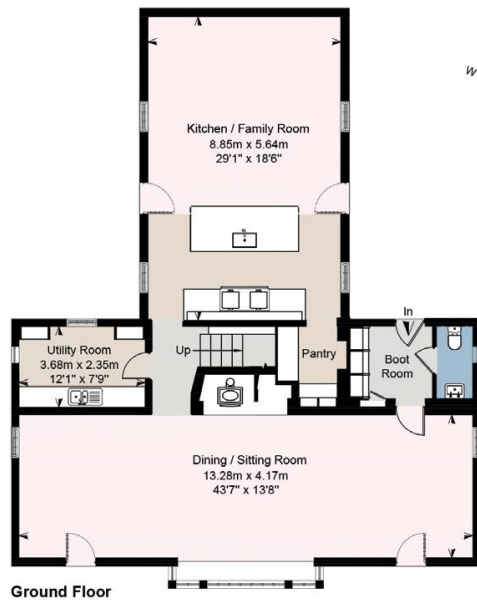 W
Kitchen / Family Room
8.85m x 5.64m
29'1" x 18'6"
In
Utility Room
3.68m x 2.35m
12'1" x 7'9"
Up
Pantry
Boot
Room
Dining / Sitting Room
13.28m x 4.17m
43'7" x 13'8"
Ground Floor